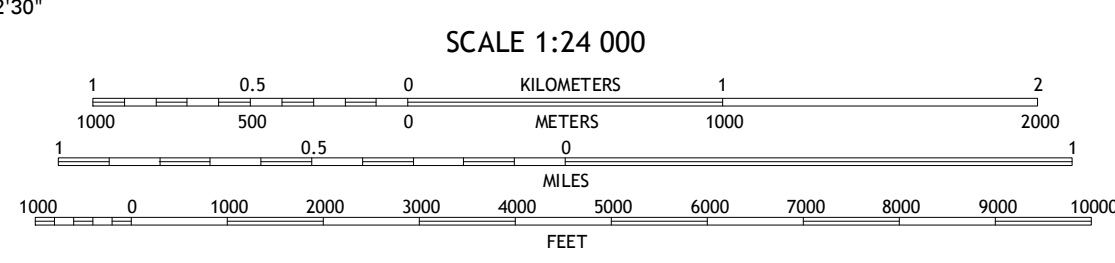 2'30"
SCALE 1:24 000
1 0.5 0 KILOMETERS 1 2
1000 500 0 METERS 1000 2000
1 0.5 0 1
MILES
1000 0 1000 2000 3000 4000 5000 6000 7000 8000 9000 10000
FEET